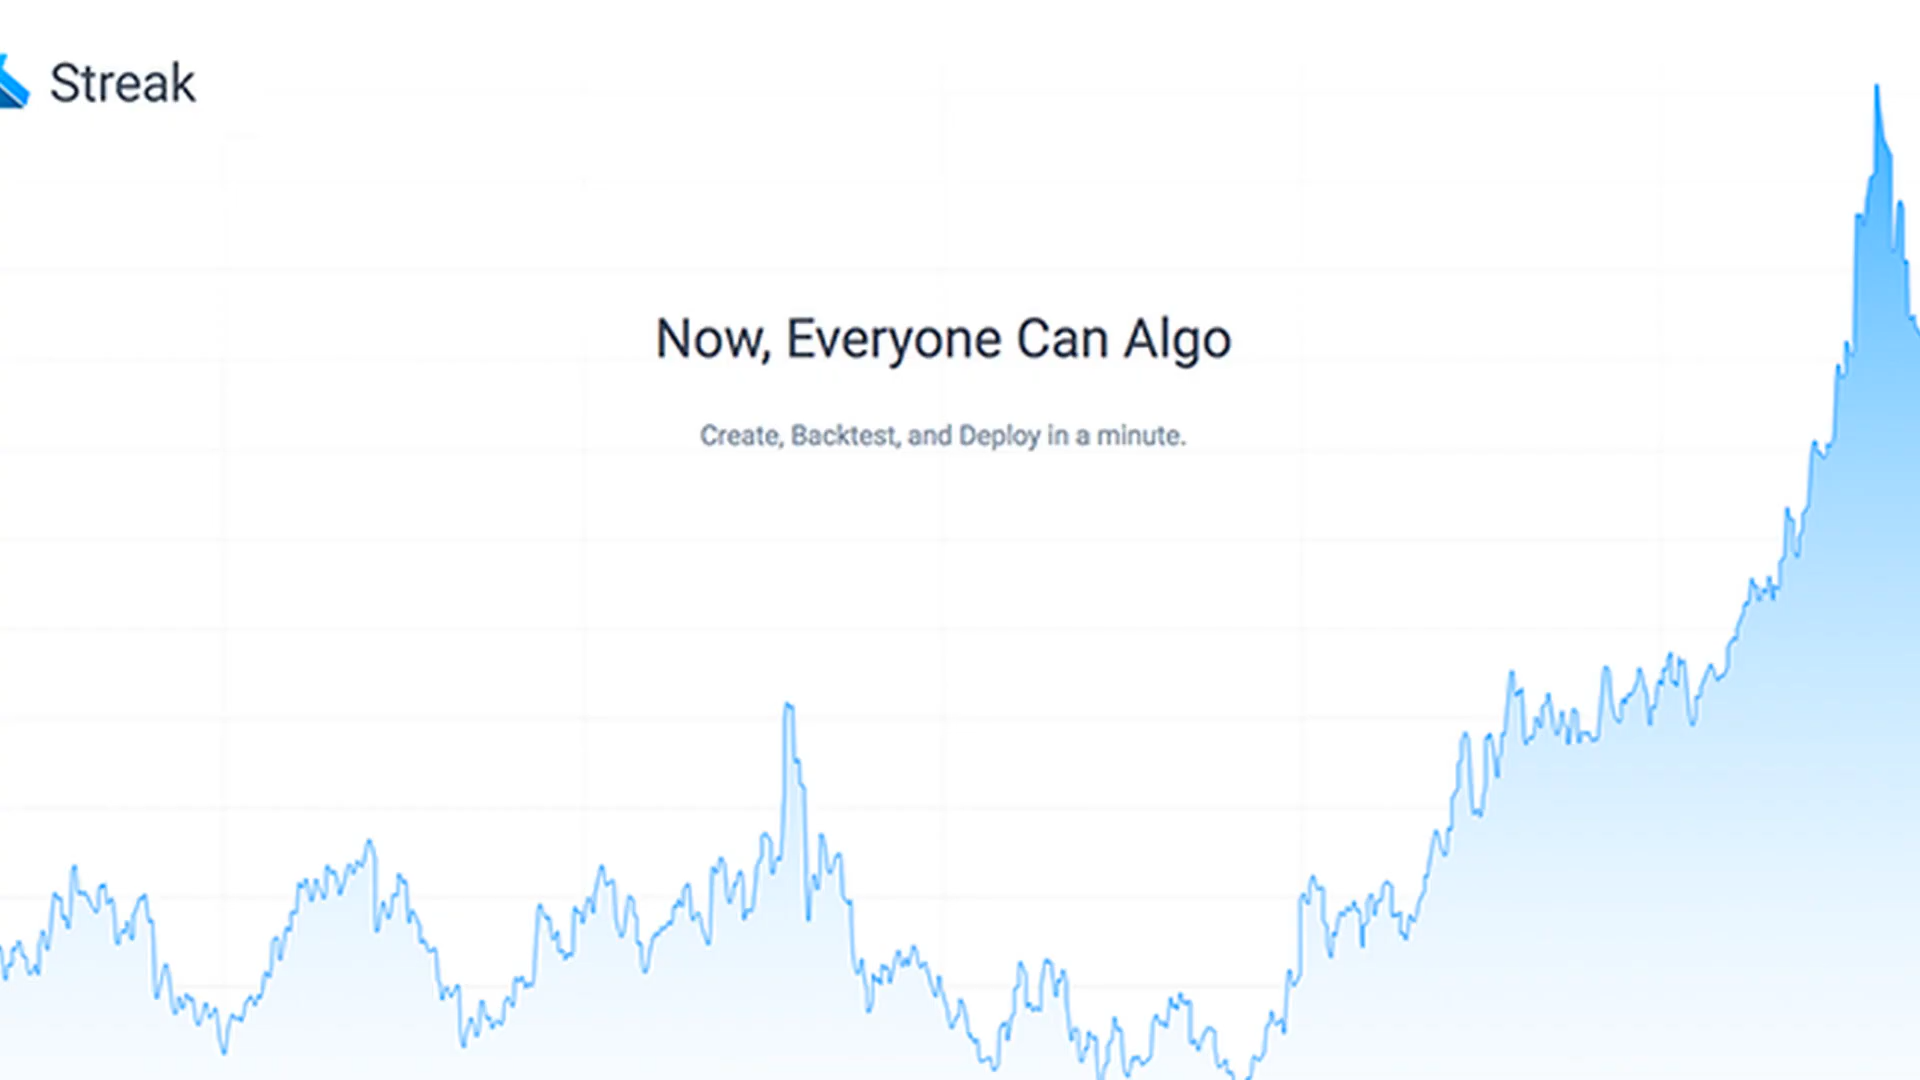 Streak
Now, Everyone Can Algo
Create, Backtest, and Deploy in a minute.